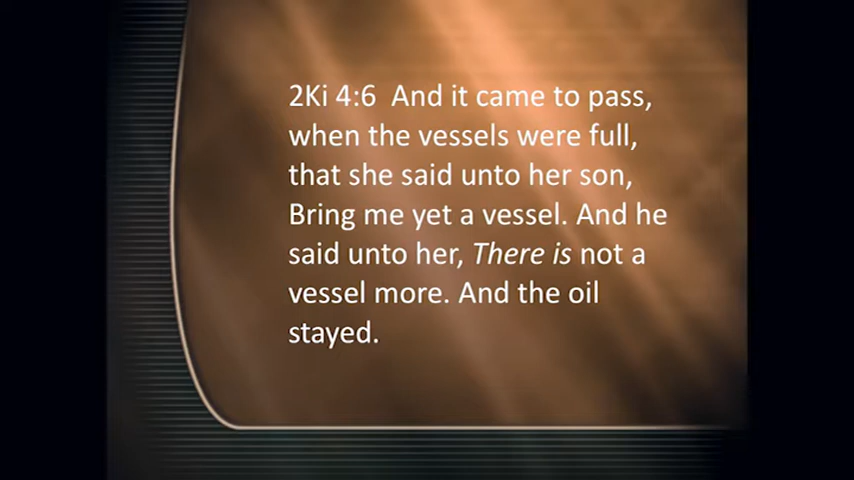 2Ki 4:6  And it came to pass,
when the vessels were full,
that she said unto her son,
Bring me yet a vessel. And he
said unto her, There is not a
vessel more. And the oil
stayed.